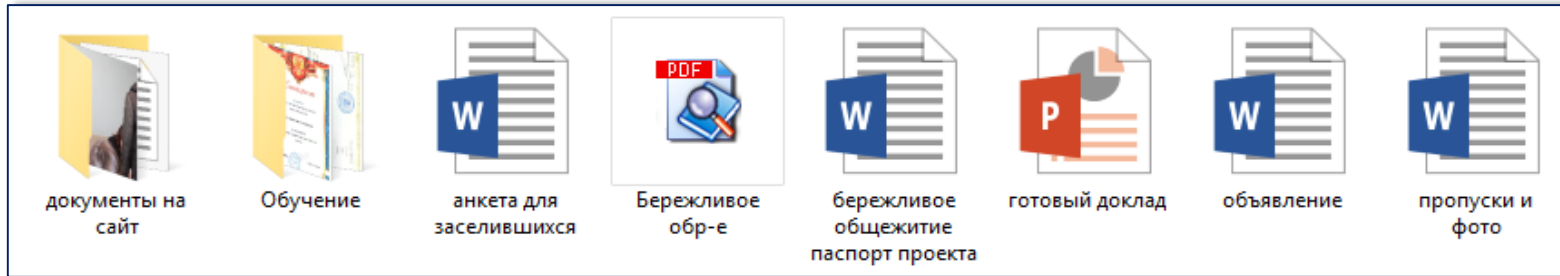 W
PDF
W
P
W
W
документы на
сайт
Обучение
анкета для
заселившихся
Бережливое
обр-е
бережливое
общежитие
паспорт проекта
готовый доклад
объявление
пропуски и
фото